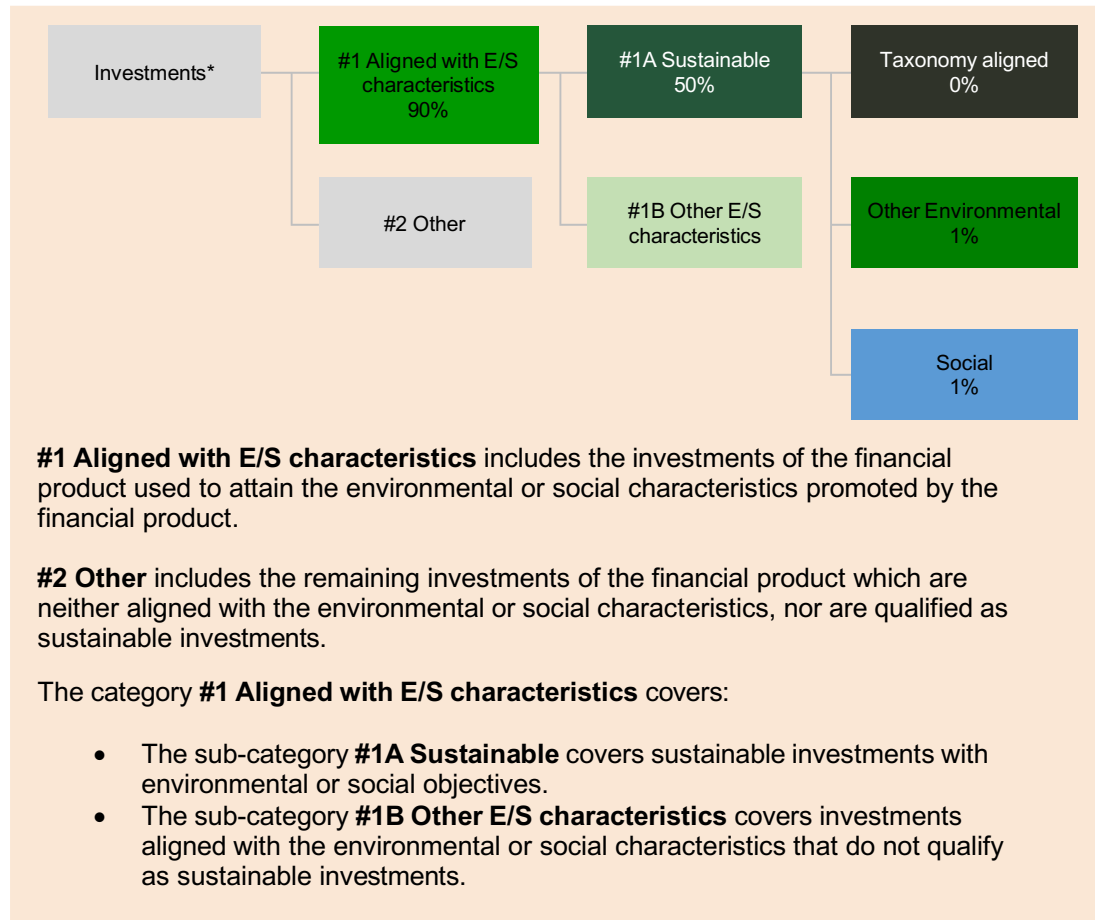 Investments*
#1 Aligned with E/S
characteristics
90%
#1A Sustainable
50%
Taxonomy aligned
0%
#2 Other
#1B Other E/S
characteristics
Other Environmental
1%
Social
1%
#1 Aligned with E/S characteristics includes the investments of the financial
product used to attain the environmental or social characteristics promoted by the
financial product.
#2 Other includes the remaining investments of the financial product which are
neither aligned with the environmental or social characteristics, nor are qualified as
sustainable investments.
The category #1 Aligned with E/S characteristics covers:
• The sub-category #1A Sustainable covers sustainable investments with
environmental or social objectives.
• The sub-category #1B Other E/S characteristics covers investments
aligned with the environmental or social characteristics that do not qualify
as sustainable investments.